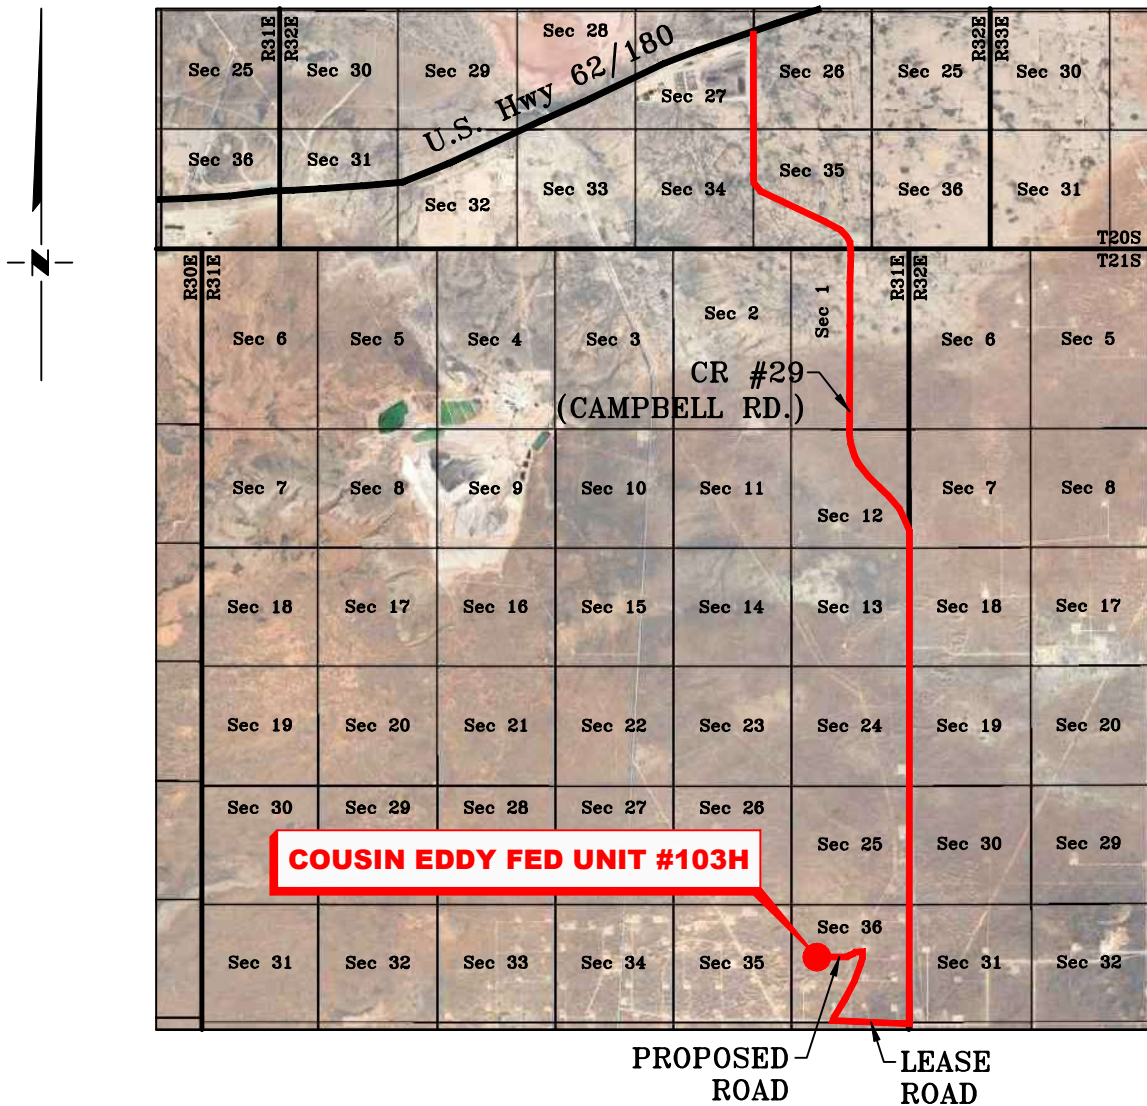 Sec 28
R31E
R32E
R32E
R33E
Sec 25
Sec 30
Sec 29
U.S. Hwy 62/180
Sec 27
Sec 26
Sec 25
Sec 30
Sec 36
Sec 31
Sec 32
Sec 33
Sec 34
Sec 35
Sec 36
Sec 31
T20S
T21S
N
R30E
R31E
R31E
R32E
Sec 6
Sec 5
Sec 4
Sec 3
Sec 2
Sec 1
Sec 6
Sec 5
CR #29
(CAMPBELL RD.)
Sec 7
Sec 8
Sec 9
Sec 10
Sec 11
Sec 12
Sec 7
Sec 8
Sec 18
Sec 17
Sec 16
Sec 15
Sec 14
Sec 13
Sec 18
Sec 17
Sec 19
Sec 20
Sec 21
Sec 22
Sec 23
Sec 24
Sec 19
Sec 20
Sec 30
Sec 29
Sec 28
Sec 27
Sec 26
Sec 25
Sec 30
Sec 29
COUSIN EDDY FED UNIT #103H
Sec 31
Sec 32
Sec 33
Sec 34
Sec 35
Sec 36
Sec 31
Sec 32
PROPOSED
ROAD
LEASE
ROAD